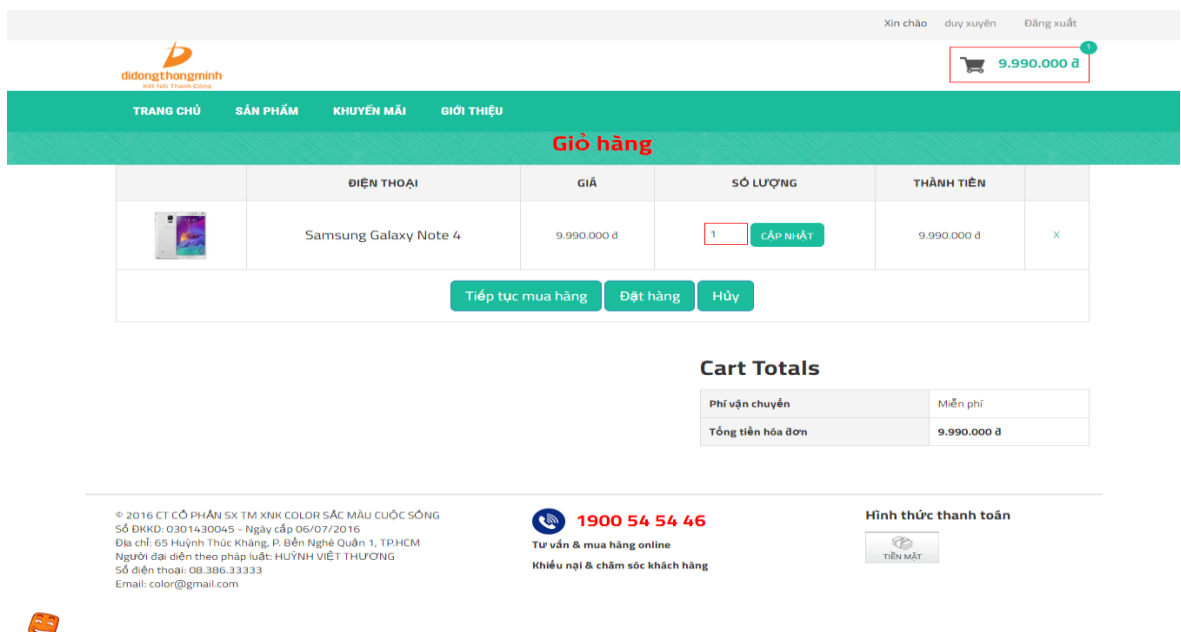 Xin chào duy xuyên Đăng xuất
1
9.990.000 đ
didongthongminh
Kết Nối Thành Công
TRANG CHỦ SẢN PHẨM KHUYẾN MÃI GIỚI THIỆU
Giỏ hàng
ĐIỆN THOẠI GIÁ SỐ LƯỢNG THÀNH TIỀN
Samsung Galaxy Note 4 9.990.000 đ 1 CẬP NHẬT 9.990.000 đ X
Tiếp tục mua hàng Đặt hàng Hủy
Cart Totals
Phí vận chuyển Miễn phí
Tổng tiền hóa đơn 9.990.000 đ
© 2016 CT CỔ PHẦN SX TM XNK COLOR SẮC MÀU CUỘC SỐNG
Số ĐKKD: 0301430045 - Ngày cấp 06/07/2016
Địa chỉ: 65 Huỳnh Thúc Kháng, P. Bến Nghé Quận 1, TP.HCM
Người đại diện theo pháp luật: HUỲNH VIỆT THƯƠNG
Số điện thoại: 08.386.33333
Email: color@gmail.com
1900 54 54 46
Tư vấn & mua hàng online
Khiếu nại & chăm sóc khách hàng
Hình thức thanh toán
TIỀN MẶT